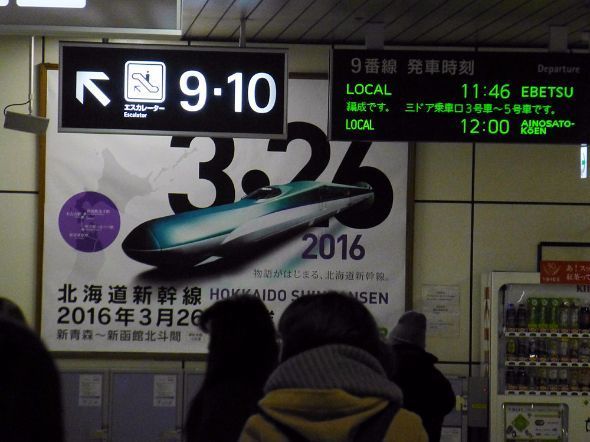 エスカレーター
Escalator
9・10
9番線 発車時刻
Departure
LOCAL 11:46 EBETSU
編成です。 三ドア乗車口3号車～5号車です。
LOCAL 12:00 AINOSATO-KŌEN
3・26
2016
物語がはじまる、北海道新幹線。
北海道新幹線 HOKKAIDO
2016年3月26
新青森～新函館北斗間